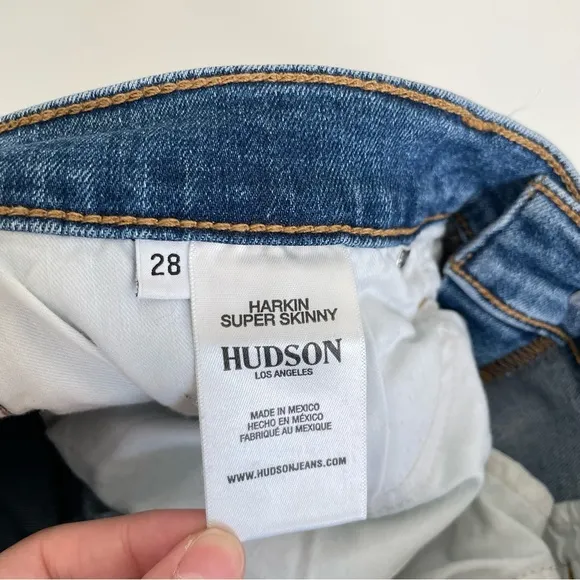 28
HARKIN
SUPER SKINNY
HUDSON
LOS ANGELES
MADE IN MEXICO
HECHO EN MÉXICO
FABRIQUÉ AU MEXIQUE
WWW.HUDSONJEANS.COM